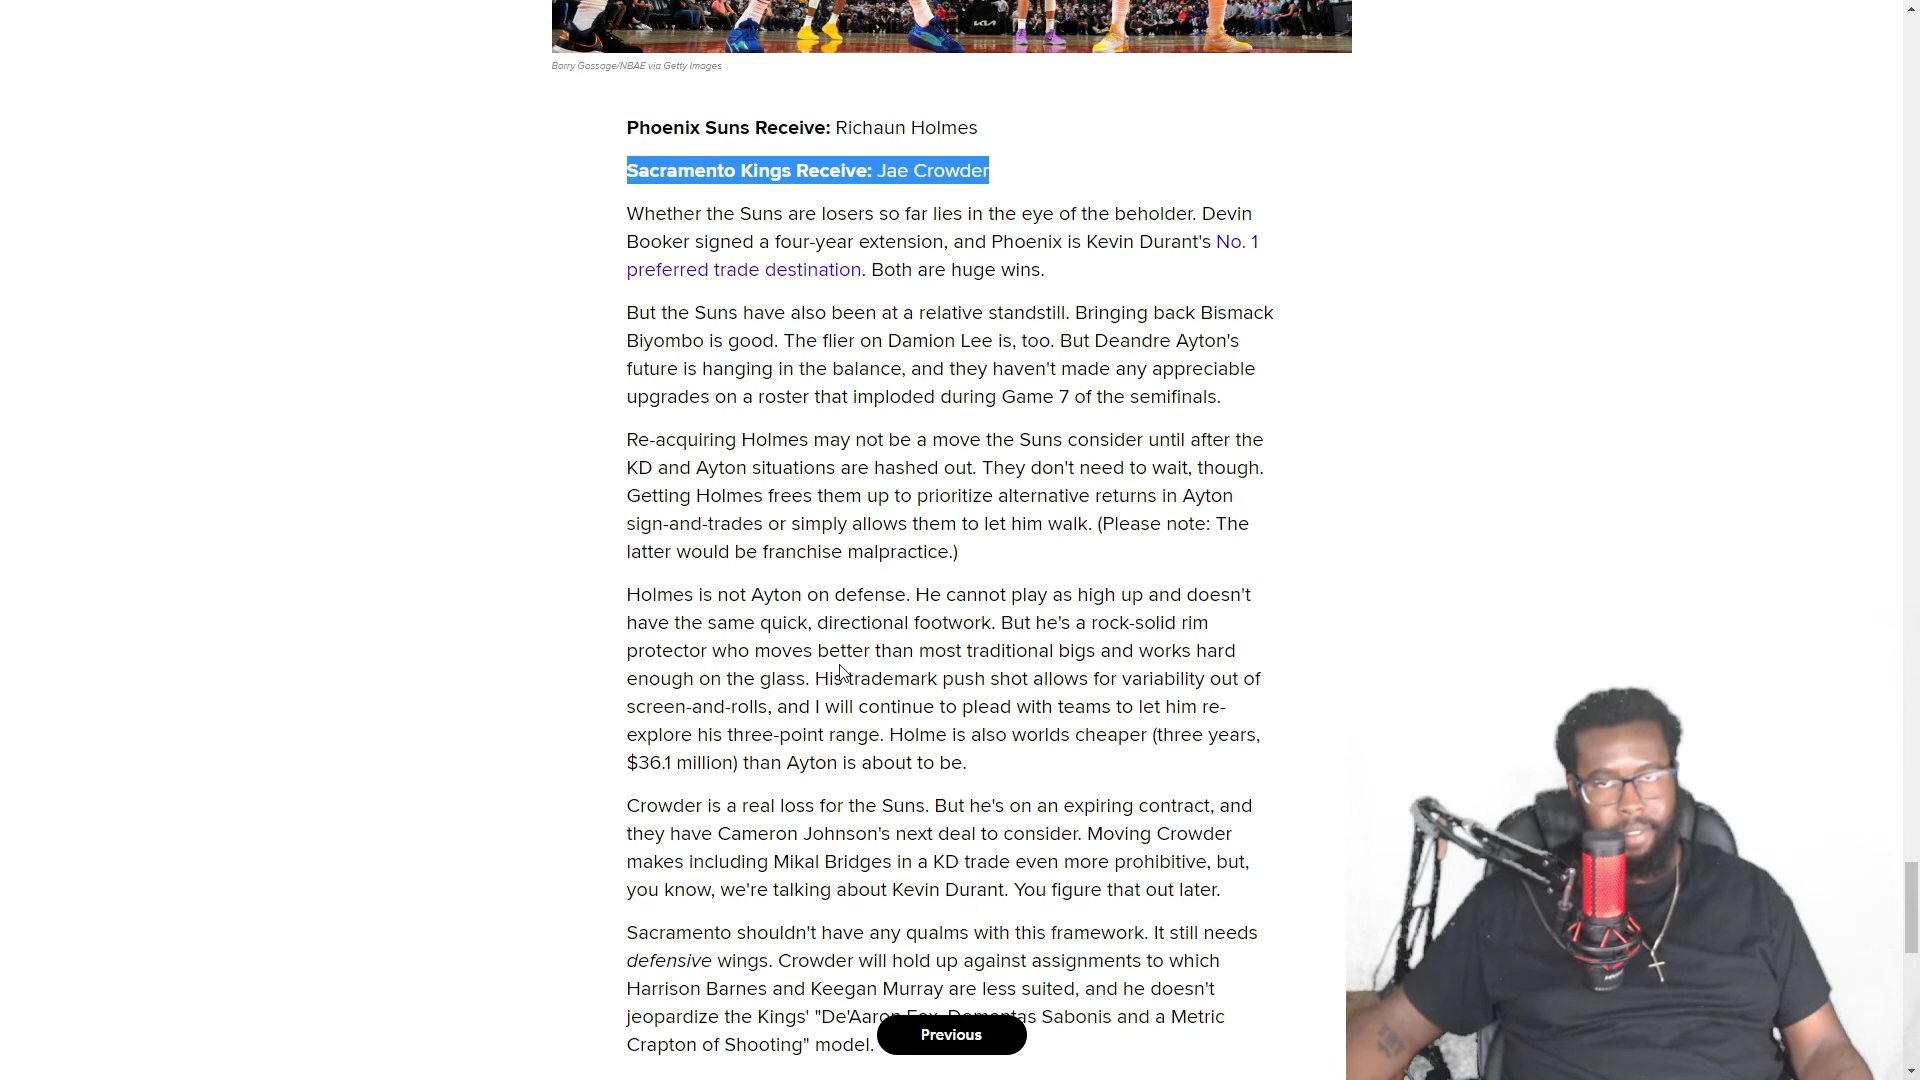 KIA
Barry Gossage/NBAE via Getty Images
Phoenix Suns Receive: Richaun Holmes
Sacramento Kings Receive: Jae Crowder
Whether the Suns are losers so far lies in the eye of the beholder. Devin
Booker signed a four-year extension, and Phoenix is Kevin Durant's No. 1
preferred trade destination. Both are huge wins.
But the Suns have also been at a relative standstill. Bringing back Bismack
Biyombo is good. The flier on Damion Lee is, too. But Deandre Ayton's
future is hanging in the balance, and they haven't made any appreciable
upgrades on a roster that imploded during Game 7 of the semifinals.
Re-acquiring Holmes may not be a move the Suns consider until after the
KD and Ayton situations are hashed out. They don't need to wait, though.
Getting Holmes frees them up to prioritize alternative returns in Ayton
sign-and-trades or simply allows them to let him walk. (Please note: The
latter would be franchise malpractice.)
Holmes is not Ayton on defense. He cannot play as high up and doesn't
have the same quick, directional footwork. But he's a rock-solid rim
protector who moves better than most traditional bigs and works hard
enough on the glass. His trademark push shot allows for variability out of
screen-and-rolls, and I will continue to plead with teams to let him re-
explore his three-point range. Holme is also worlds cheaper (three years,
$36.1 million) than Ayton is about to be.
Crowder is a real loss for the Suns. But he's on an expiring contract, and
they have Cameron Johnson's next deal to consider. Moving Crowder
makes including Mikal Bridges in a KD trade even more prohibitive, but,
you know, we're talking about Kevin Durant. You figure that out later.
Sacramento shouldn't have any qualms with this framework. It still needs
defensive wings. Crowder will hold up against assignments to which
Harrison Barnes and Keegan Murray are less suited, and he doesn't
jeopardize the Kings' "De'Aaron Fox, Domantas Sabonis and a Metric
Crapton of Shooting" model.
Previous